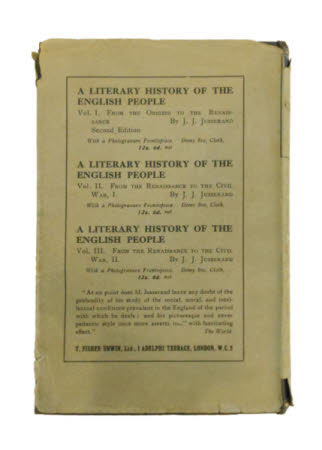 A LITERARY HISTORY OF THE
ENGLISH PEOPLE
Vol. I. From the Origins to the Renais-
sance By J. J. Jusserand
Second Edition
With a Photogravure Frontispiece. Demy 8vo, Cloth.
12s. 6d. net
A LITERARY HISTORY OF THE
ENGLISH PEOPLE
Vol. II. From the Renaissance to the Civil
War, I. By J. J. Jusserand
With a Photogravure Frontispiece. Demy 8vo, Cloth.
12s. 6d. net
A LITERARY HISTORY OF THE
ENGLISH PEOPLE
Vol. III. From the Renaissance to the Civil
War, II. By J. J. Jusserand
With a Photogravure Frontispiece. Demy 8vo, Cloth.
12s. 6d. net
"At no point does M. Jusserand leave any doubt of the
profundity of his study of the social, moral, and intel-
lectual conditions prevalent in the England of the period
with which he deals: and his picturesque and never
pedantic style once more asserts with fascinating
effect." The World
T. FISHER UNWIN, Ltd., 1 ADELPHI TERRACE, LONDON, W.C. 2